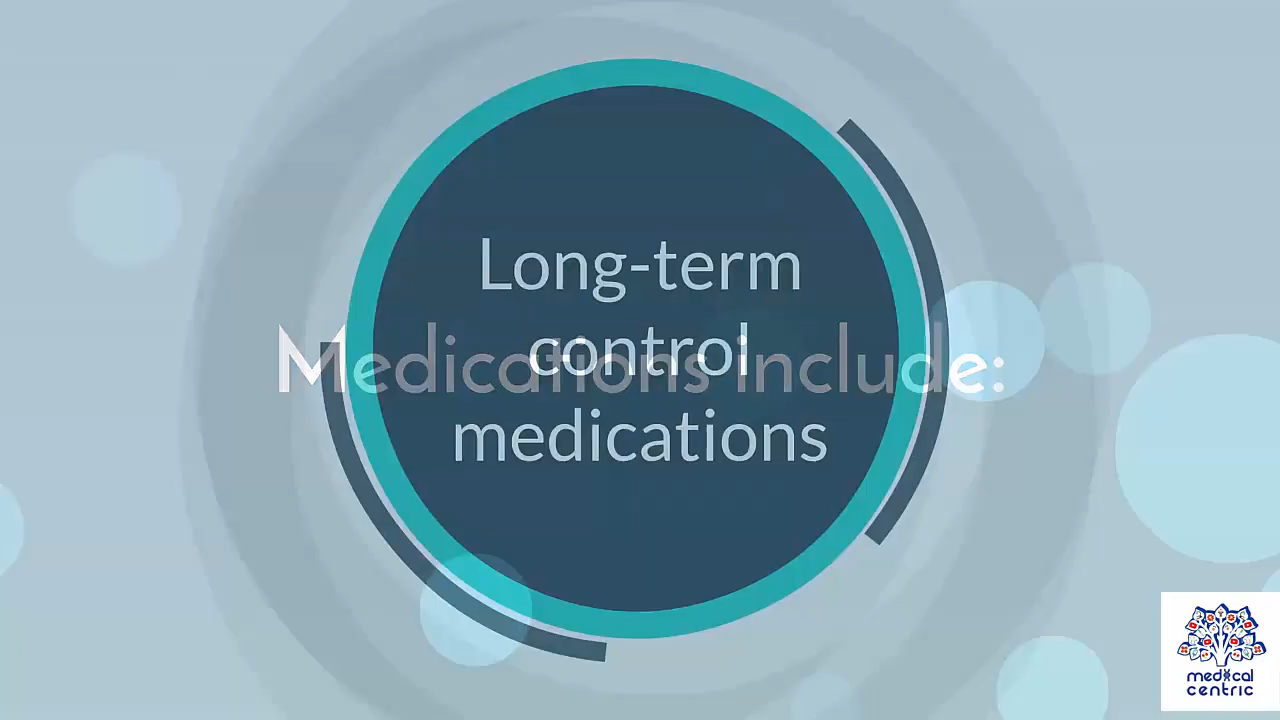 Long-term
control
medications
Medications include:
medical
centric